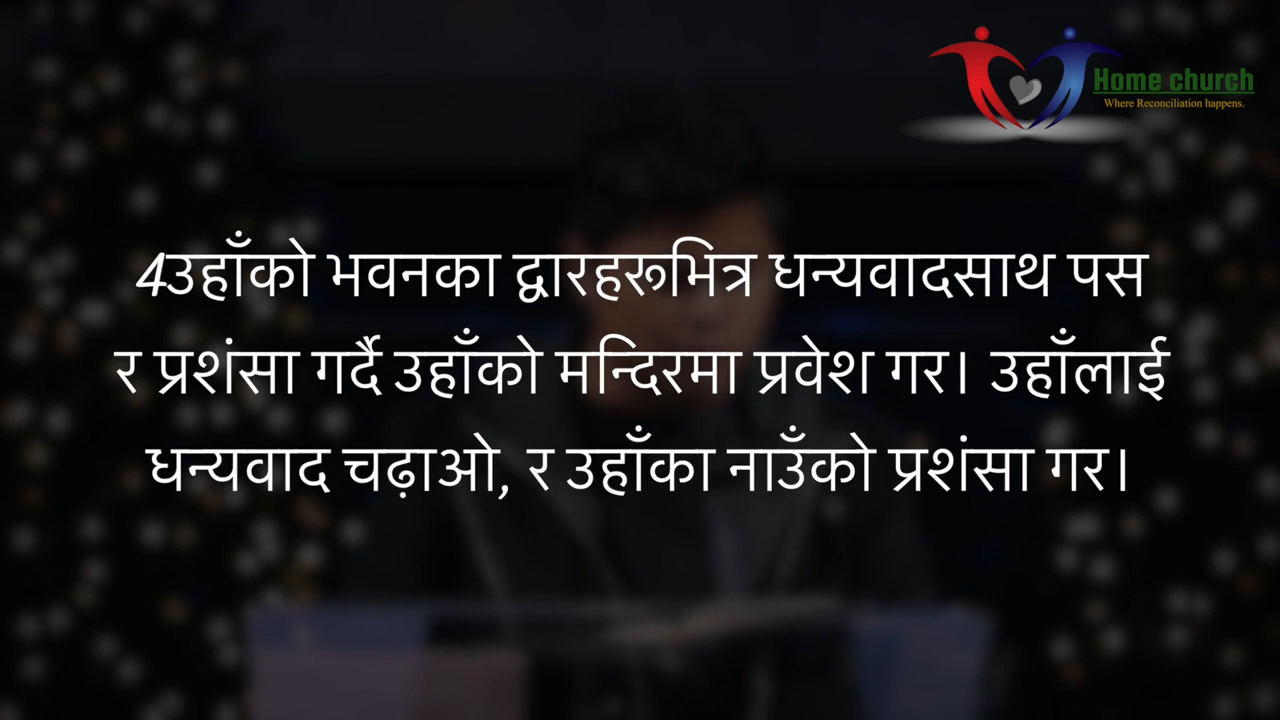 Home church
Where Reconciliation happens.
4उहाँको भवनका द्वारहरूभित्र धन्यवादसाथ पस
र प्रशंसा गर्दै उहाँको मन्दिरमा प्रवेश गर। उहाँलाई
धन्यवाद चढ़ाओ, र उहाँका नाउँको प्रशंसा गर।